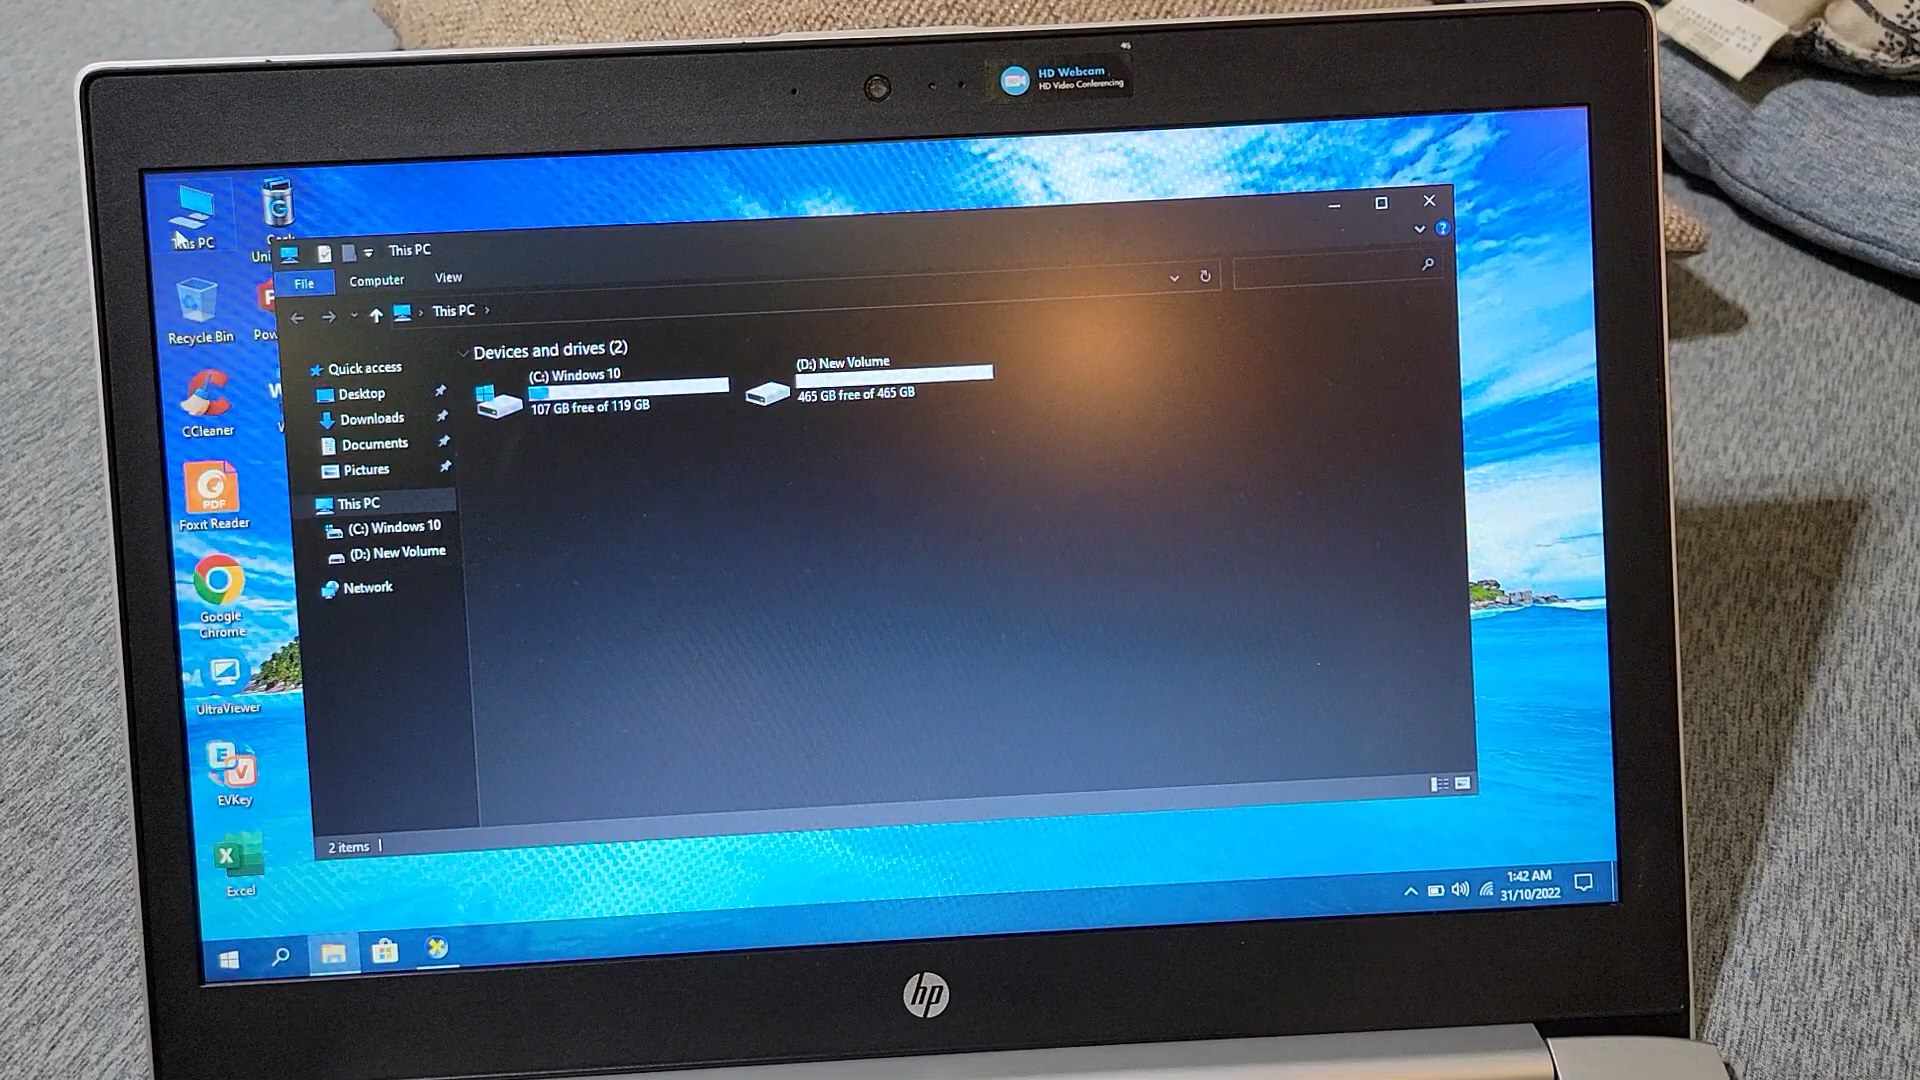 HD Webcam
HD Video Conferencing
This PC
Recycle Bin
CCleaner
PDF
Foxit Reader
Google
Chrome
UltraViewer
E
V
EVKey
X
Excel
This PC
File
Computer
View
This PC
Quick access
Desktop
Downloads
Documents
Pictures
This PC
(C:) Windows 10
(D:) New Volume
Network
Devices and drives (2)
(C:) Windows 10
107 GB free of 119 GB
(D:) New Volume
465 GB free of 465 GB
2 items
1:42 AM
31/10/2022
hp